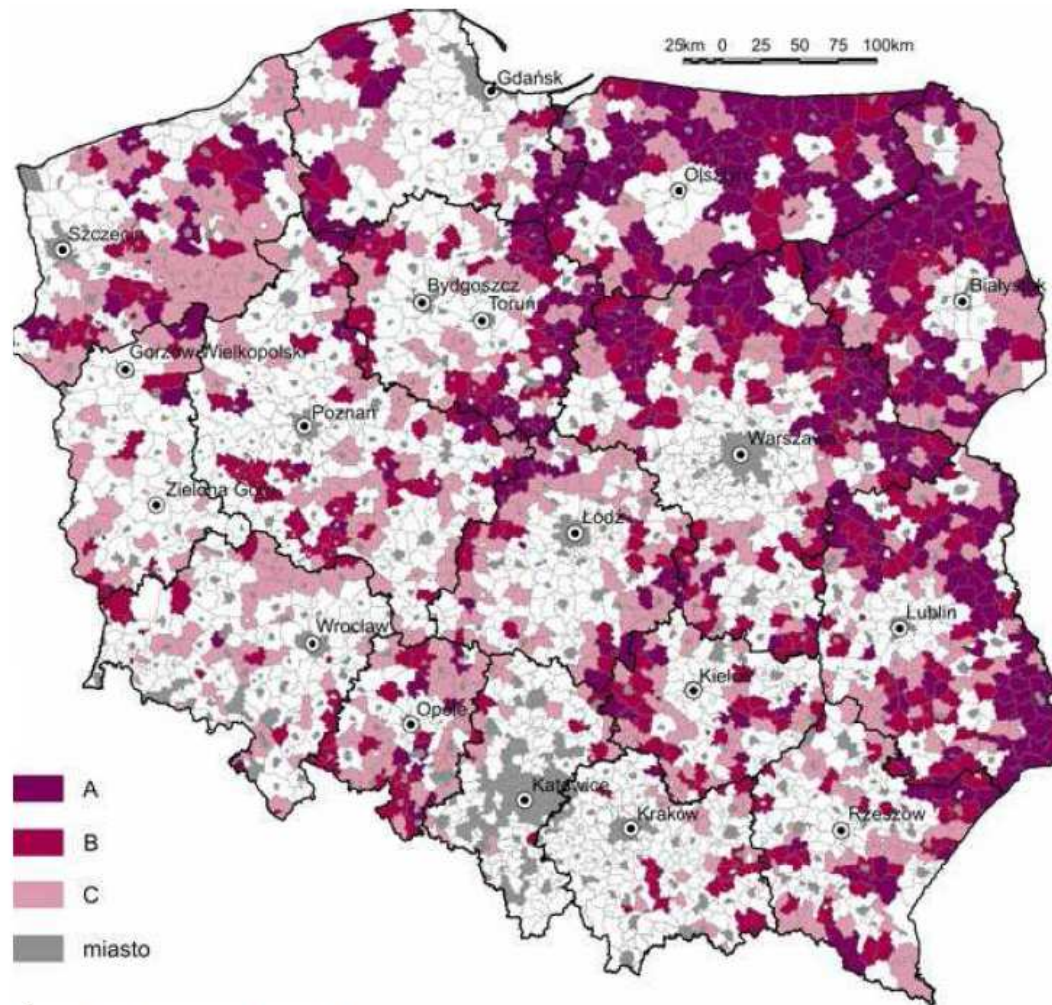 25km 0 25 50 75 100km
Gdańsk
Olsztyn
Szczecin
Bydgoszcz
Toruń
Białystok
Gorzów Wielkopolski
Poznań
Warszawa
Zielona Góra
Łódź
Lublin
Wrocław
Kielce
Opole
A
Katowice
Kraków
Rzeszów
B
C
miasto